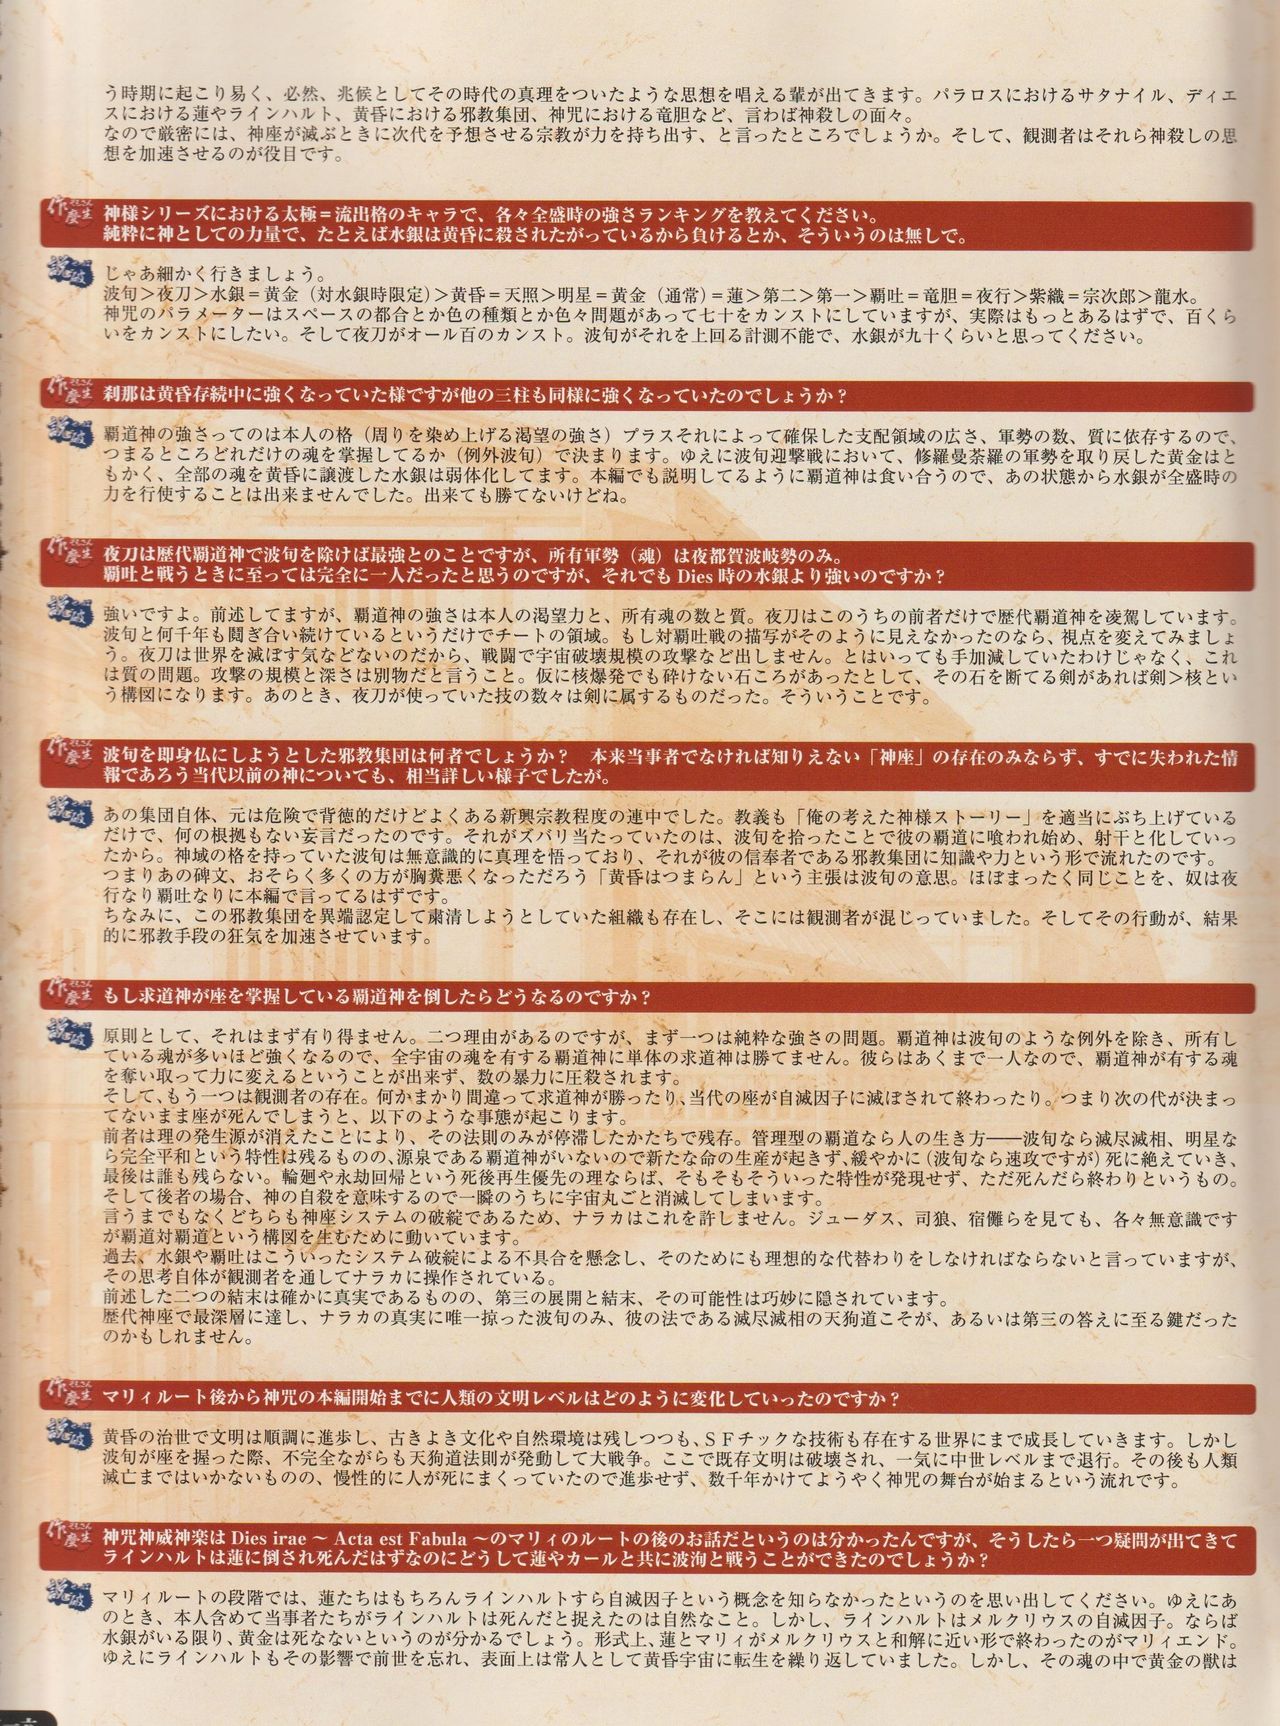 う時期に起こり易く、必然、兆候としてその時代の真理をついたような思想を唱える輩が出てきます。パラロスにおけるサタナイル、ディエ
スにおける蓮やラインハルト、黄昏における邪教集団、神咒における竜胆など、言わば神殺しの面々。
なので厳密には、神座が滅ぶときに次代を予想させる宗教が力を持ち出す、と言ったところでしょうか。そして、観測者はそれら神殺しの思
想を加速させるのが役目です。
作麼生 神様シリーズにおける太極＝流出格のキャラで、各々全盛時の強さランキングを教えてください。
純粋に神としての力量で、たとえば水銀は黄昏に殺されたがっているから負けるとか、そういうのは無しで。
説破 じゃあ細かく行きましょう。
波旬＞夜刀＞水銀＝黄金（対水銀時限定）＞黄昏＝天照＞明星＝黄金（通常）＝蓮＞第二＞第一＞覇吐＝竜胆＝夜行＞紫織＝宗次郎＞龍水。
神咒のパラメーターはスペースの都合とか色の種類とか色々問題があって七十をカンストにしていますが、実際はもっとあるはずで、百くら
いをカンストにしたい。そして夜刀がオール百のカンスト。波旬がそれを上回る計測不能で、水銀が九十くらいと思ってください。
作麼生 刹那は黄昏存続中に強くなっていた様ですが他の三柱も同様に強くなっていたのでしょうか？
説破 覇道神の強さってのは本人の格（周りを染め上げる渇望の強さ）プラスそれによって確保した支配領域の広さ、軍勢の数、質に依存するので、
つまるところどれだけの魂を掌握してるか（例外波旬）で決まります。ゆえに波旬迎撃戦において、修羅曼荼羅の軍勢を取り戻した黄金はと
もかく、全部の魂を黄昏に譲渡した水銀は弱体化してます。本編でも説明してるように覇道神は食い合うので、あの状態から水銀が全盛時の
力を行使することは出来ませんでした。出来ても勝てないけどね。
作麼生 夜刀は歴代覇道神で波旬を除けば最強とのことですが、所有軍勢（魂）は夜都賀波岐勢のみ。
覇吐と戦うときに至っては完全に一人だったと思うのですが、それでも Dies 時の水銀より強いのですか？
説破 強いですよ。前述してますが、覇道神の強さは本人の渇望力と、所有魂の数と質。夜刀はこのうちの前者だけで歴代覇道神を凌駕しています。
波旬と何千年も鬩ぎ合い続けているというだけでチートの領域。もし対覇吐戦の描写がそのように見えなかったのなら、視点を変えてみましょ
う。夜刀は世界を滅ぼす気などないのだから、戦闘で宇宙破壊規模の攻撃など出しません。とはいっても手加減していたわけじゃなく、これ
は質の問題。攻撃の規模と深さは別物だと言うこと。仮に核爆発でも砕けない石ころがあったとして、その石を断てる剣があれば剣＞核とい
う構図になります。あのとき、夜刀が使っていた技の数々は剣に属するものだった。そういうことです。
作麼生 波旬を即身仏にしようとした邪教集団は何者でしょうか？　本来当事者でなければ知りえない「神座」の存在のみならず、すでに失われた情
報であろう当代以前の神についても、相当詳しい様子でしたが。
説破 あの集団自体、元は危険で背徳的だけどよくある新興宗教程度の連中でした。教義も「俺の考えた神様ストーリー」を適当にぶち上げている
だけで、何の根拠もない妄言だったのです。それがズバリ当たっていたのは、波旬を拾ったことで彼の覇道に喰われ始め、射干と化していっ
たから。神域の格を持っていた波旬は無意識的に真理を悟っており、それが彼の信奉者である邪教集団に知識や力という形で流れたのです。
つまりあの碑文、おそらく多くの方が胸糞悪くなっただろう「黄昏はつまらん」という主張は波旬の意思。ほぼまったく同じことを、奴は夜
行なり覇吐なりに本編で言ってるはずです。
ちなみに、この邪教集団を異端認定して粛清しようとしていた組織も存在し、そこには観測者が混じっていました。そしてその行動が、結果
的に邪教手段の狂気を加速させています。
作麼生 もし求道神が座を掌握している覇道神を倒したらどうなるのですか？
説破 原則として、それはまず有り得ません。二つ理由があるのですが、まず一つは純粋な強さの問題。覇道神は波旬のような例外を除き、所有し
ている魂が多いほど強くなるので、全宇宙の魂を有する覇道神に単体の求道神は勝てません。彼らはあくまで一人なので、覇道神が有する魂
を奪い取って力に変えるということが出来ず、数の暴力に圧殺されます。
そして、もう一つは観測者の存在。何かまかり間違って求道神が勝ったり、当代の座が自滅因子に滅ぼされて終わったり。つまり次の代が決まっ
てないまま座が死んでしまうと、以下のような事態が起こります。
前者は理の発生源が消えたことにより、その法則のみが停滞したかたちで残存。管理型の覇道なら人の生き方――波旬なら滅尽滅相、明星な
ら完全平和という特性は残るものの、源泉である覇道神がいないので新たな命の生産が起きず、緩やかに（波旬なら速攻ですが）死に絶えていき、
最後は誰も残らない。輪廻や永劫回帰という死後再生優先の理ならば、そもそもそういった特性が発現せず、ただ死んだら終わりというもの。
そして後者の場合、神の自殺を意味するので一瞬のうちに宇宙丸ごと消滅してしまいます。
言うまでもなくどちらも神座システムの破綻であるため、ナラカはこれを許しません。ジューダス、司狼、宿儺らを見ても、各々無意識です
が覇道対覇道という構図を生むために動いています。
過去、水銀や覇吐はこういったシステム破綻による不具合を懸念し、そのためにも理想的な代替わりをしなければならないと言っていますが、
その思考自体が観測者を通してナラカに操作されている。
前述した二つの結末は確かに真実であるものの、第三の展開と結末、その可能性は巧妙に隠されています。
歴代神座で最深層に達し、ナラカの真実に唯一掠った波旬のみ、彼の法である滅尽滅相の天狗道こそが、あるいは第三の答えに至る鍵だった
のかもしれません。
作麼生 マリィルート後から神咒の本編開始までに人類の文明レベルはどのように変化していったのですか？
説破 黄昏の治世で文明は順調に進歩し、古きよき文化や自然環境は残しつつも、ＳＦチックな技術も存在する世界にまで成長していきます。しかし
波旬が座を握った際、不完全ながらも天狗道法則が発動して大戦争。ここで既存文明は破壊され、一気に中世レベルまで退行。その後も人類
滅亡まではいかないものの、慢性的に人が死にまくっていたので進歩せず、数千年かけてようやく神咒の舞台が始まるという流れです。
作麼生 神咒神威神楽は Dies irae ～ Acta est Fabula ～のマリィのルートの後のお話だというのは分かったんですが、そうしたら一つ疑問が出てきて
ラインハルトは蓮に倒され死んだはずなのにどうして蓮やカールと共に波洵と戦うことができたのでしょうか？
説破 マリィルートの段階では、蓮たちはもちろんラインハルトすら自滅因子という概念を知らなかったというのを思い出してください。ゆえにあ
のとき、本人含めて当事者たちがラインハルトは死んだと捉えたのは自然なこと。しかし、ラインハルトはメルクリウスの自滅因子。ならば
水銀がいる限り、黄金は死なないというのが分かるでしょう。形式上、蓮とマリィがメルクリウスと和解に近い形で終わったのがマリィエンド。
ゆえにラインハルトもその影響で前世を忘れ、表面上は常人として黄昏宇宙に転生を繰り返していました。しかし、その魂の中で黄金の獣は